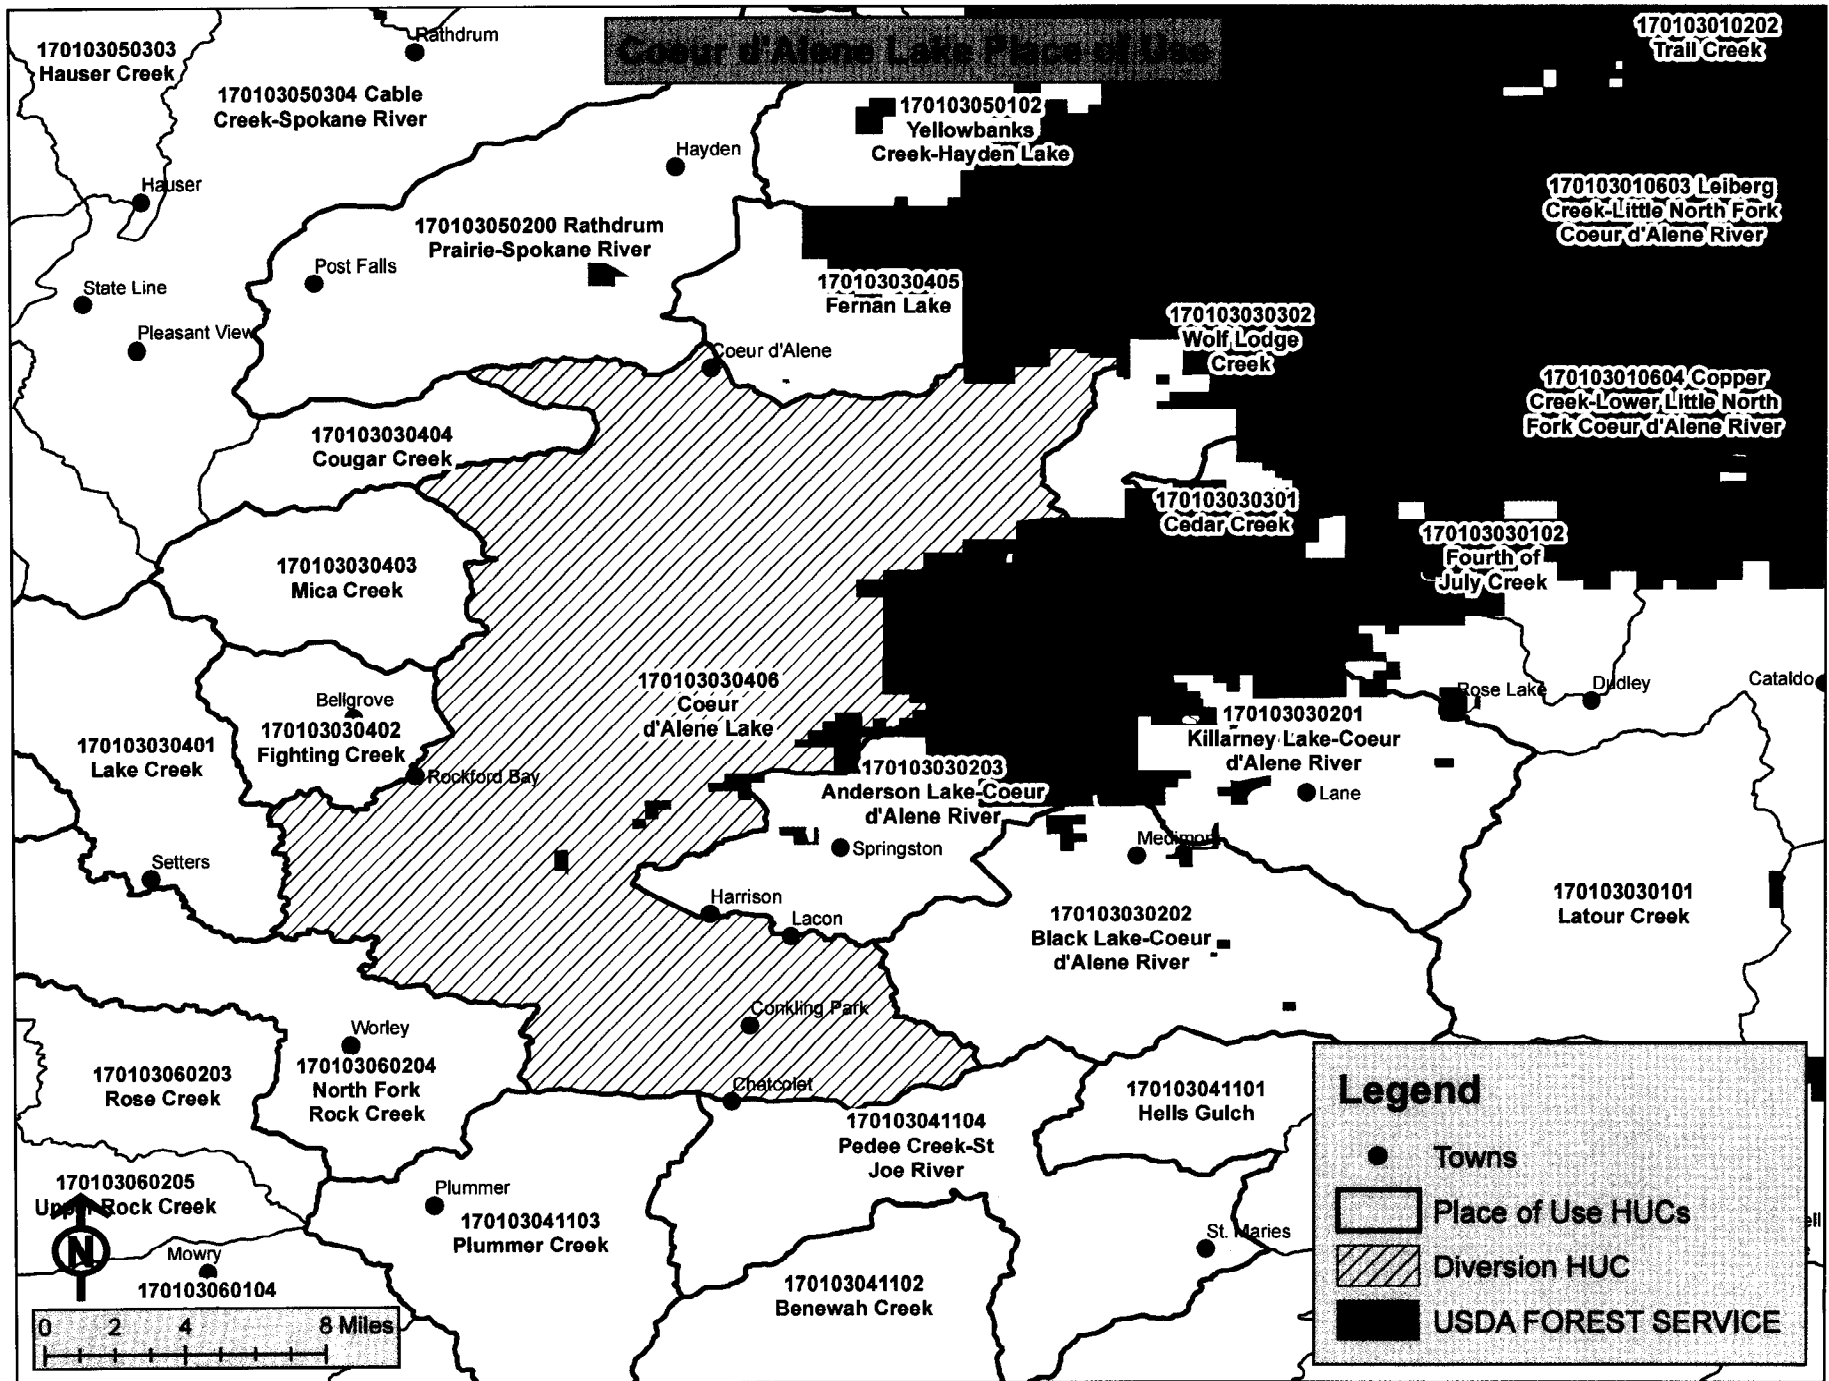 Coeur d'Alene Lake Place of Use
170103050303
Hauser Creek
Rathdrum
170103010202
Trail Creek
170103050304 Cable
Creek-Spokane River
170103050102
Yellowbanks
Creek-Hayden Lake
Hayden
Hauser
170103010603 Leiberg
Creek-Little North Fork
Coeur d'Alene River
170103050200 Rathdrum
Prairie-Spokane River
Post Falls
State Line
170103030405
Fernan Lake
Pleasant View
170103030302
Wolf Lodge
Creek
Coeur d'Alene
170103010604 Copper
Creek-Lower Little North
Fork Coeur d'Alene River
170103030404
Cougar Creek
170103030301
Cedar Creek
170103030102
Fourth of
July Creek
170103030403
Mica Creek
170103030406
Coeur
d'Alene Lake
Cataldo
Rose Lake
Dudley
Bellgrove
170103030402
Fighting Creek
170103030201
Killarney Lake-Coeur
d'Alene River
170103030401
Lake Creek
Rockford Bay
170103030203
Anderson Lake-Coeur
d'Alene River
Lane
Springston
Medimont
Setters
Harrison
Lacon
170103030202
Black Lake-Coeur
d'Alene River
170103030101
Latour Creek
Conkling Park
Worley
170103060204
North Fork
Rock Creek
170103060203
Rose Creek
Chatcolet
170103041101
Hells Gulch
170103041104
Pedee Creek-St
Joe River
170103060205
Upper Rock Creek
Plummer
170103041103
Plummer Creek
St. Maries
ell
N
Mowry
170103060104
170103041102
Benewah Creek
0 2 4 8 Miles
Legend
Towns
Place of Use HUCs
Diversion HUC
USDA FOREST SERVICE